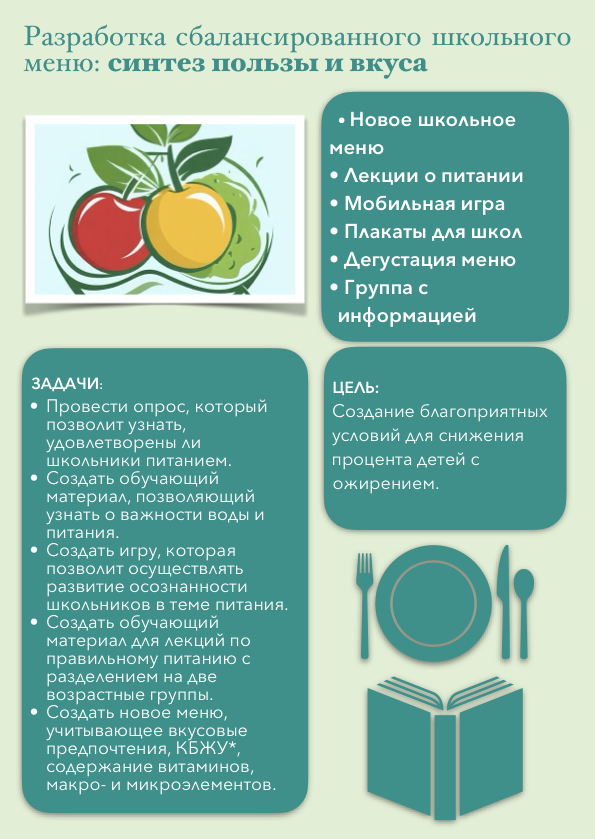 Разработка сбалансированного школьного
меню: синтез пользы и вкуса
• Новое школьное
меню
• Лекции о питании
• Мобильная игра
• Плакаты для школ
• Дегустация меню
• Группа с
информацией
ЗАДАЧИ:
• Провести опрос, который
позволит узнать,
удовлетворены ли
школьники питанием.
• Создать обучающий
материал, позволяющий
узнать о важности воды и
питания.
• Создать игру, которая
позволит осуществлять
развитие осознанности
школьников в теме питания.
• Создать обучающий
материал для лекций по
правильному питанию с
разделением на две
возрастные группы.
• Создать новое меню,
учитывающее вкусовые
предпочтения, КБЖУ*,
содержание витаминов,
макро- и микроэлементов.
ЦЕЛЬ:
Создание благоприятных
условий для снижения
процента детей с
ожирением.